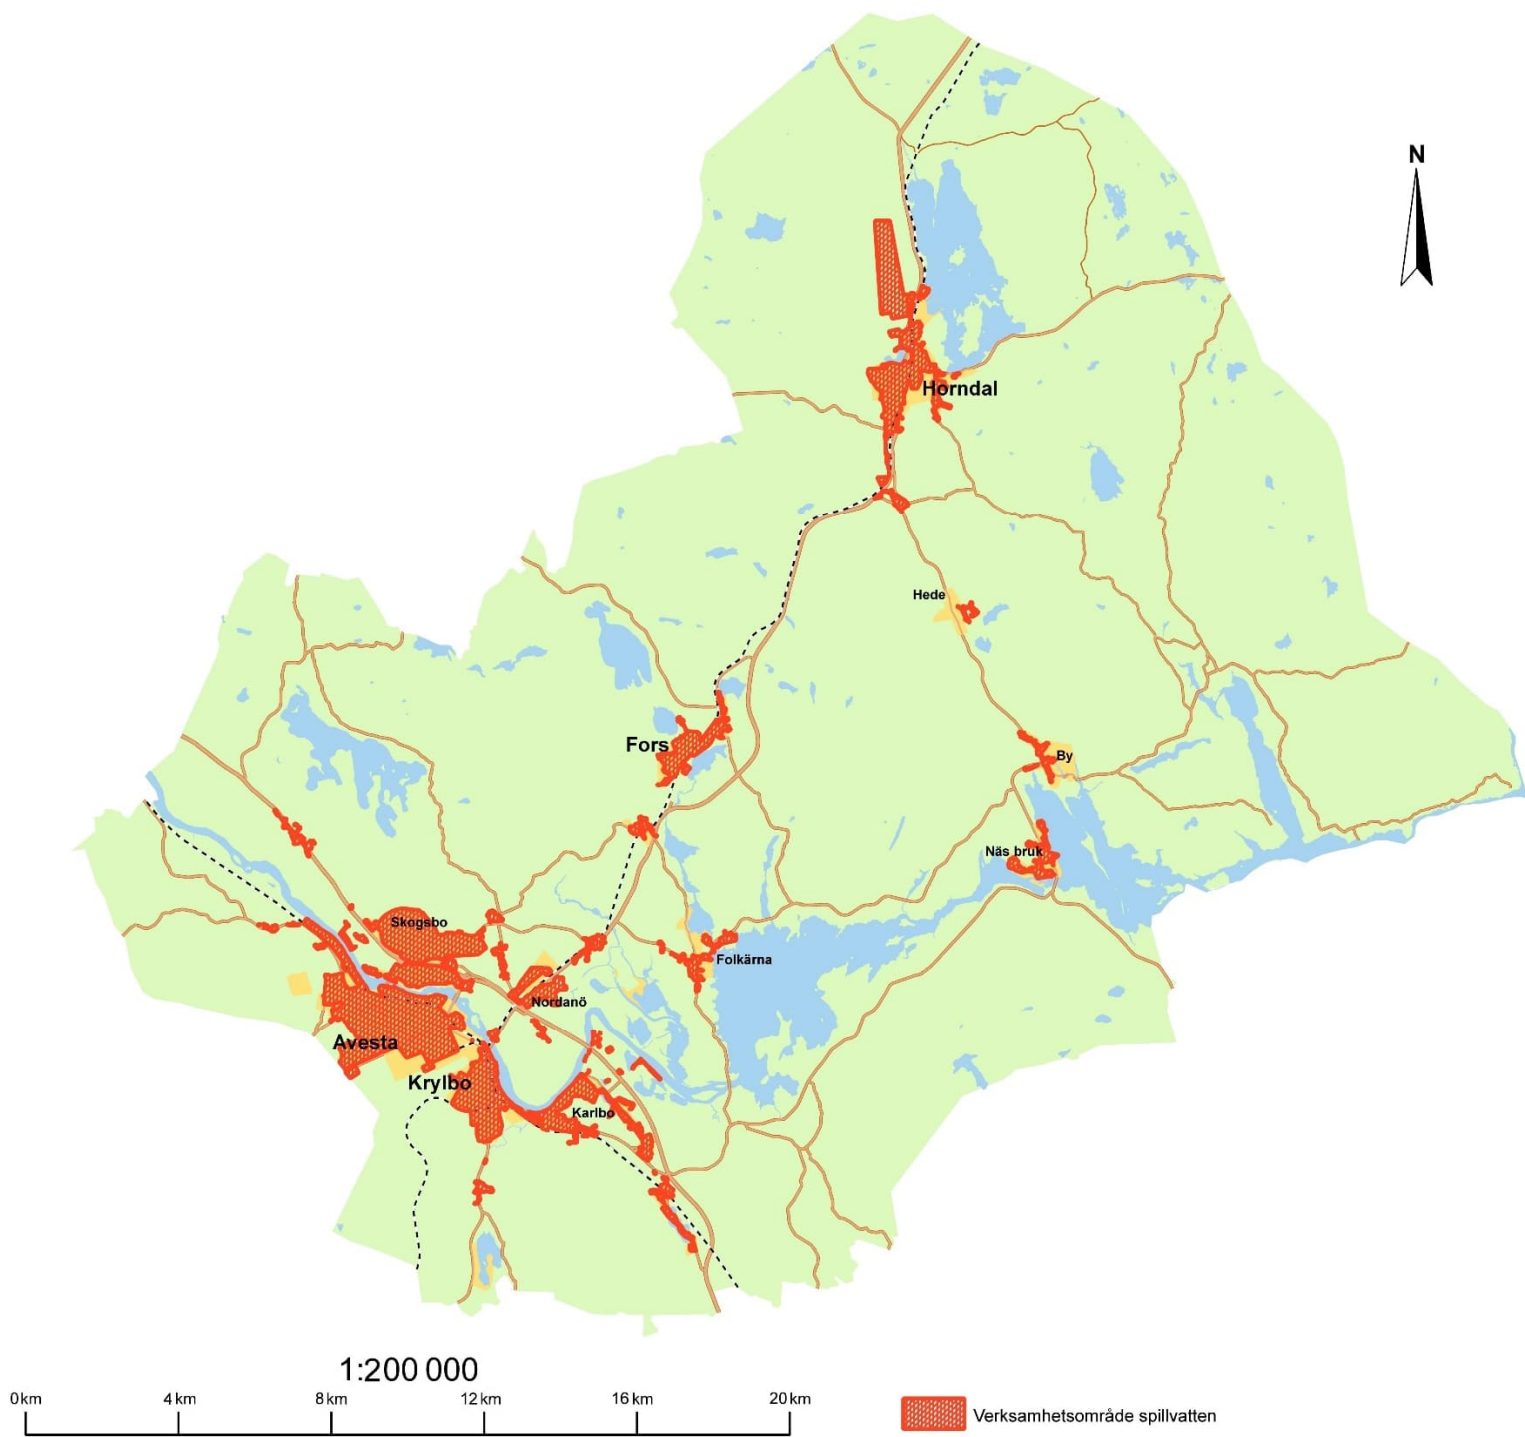 N
Horndal
Hede
Fors
By
Näs bruk
Skogsbo
Folkärna
Nordanö
Avesta
Krylbo
Karlbo
1:200 000
0 km 4 km 8 km 12 km 16 km 20 km
Verksamhetsområde spillvatten